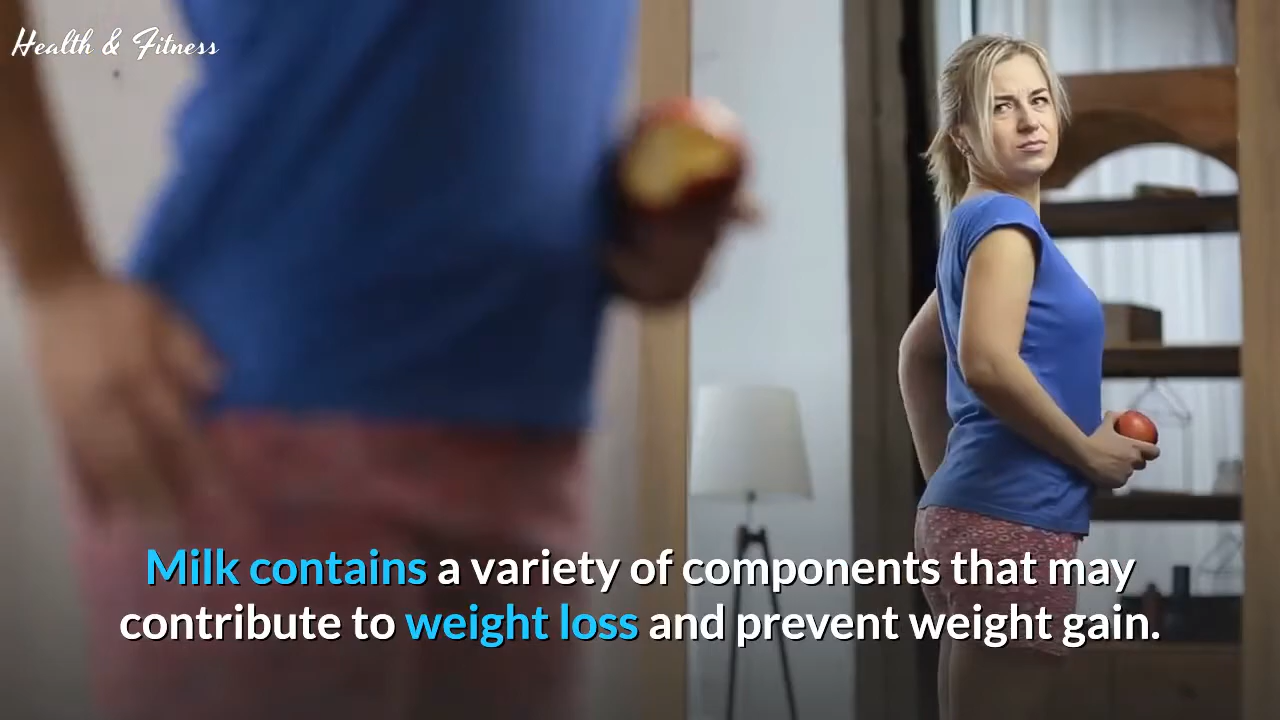 Health & Fitness
Milk contains a variety of components that may
contribute to weight loss and prevent weight gain.